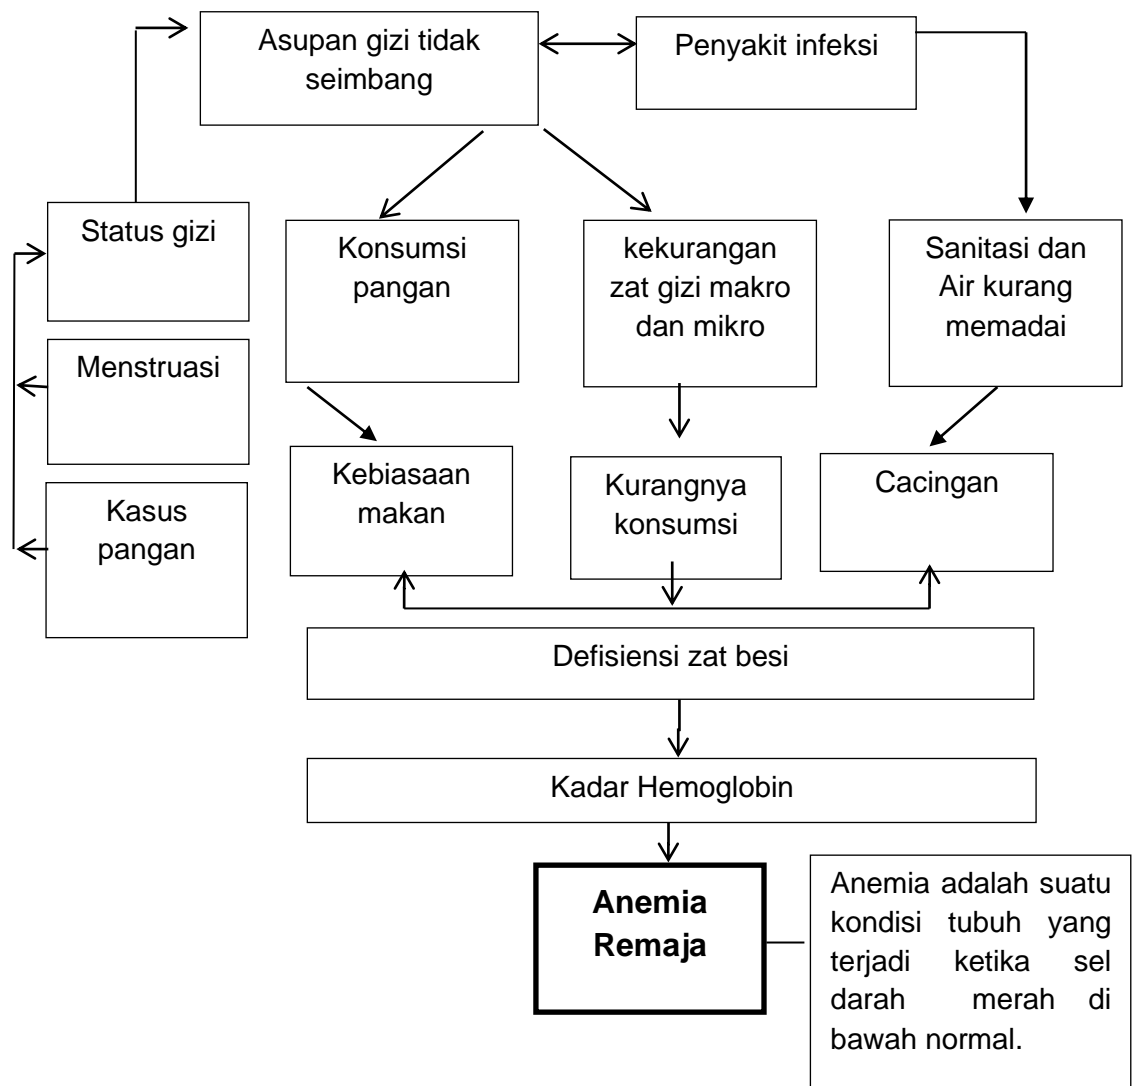 Asupan gizi tidak
seimbang
Penyakit infeksi
Status gizi
Konsumsi
pangan
kekurangan
zat gizi makro
dan mikro
Sanitasi dan
Air kurang
memadai
Menstruasi
Kebiasaan
makan
Kurangnya
konsumsi
Cacingan
Kasus
pangan
Defisiensi zat besi
Kadar Hemoglobin
Anemia
Remaja
Anemia adalah suatu
kondisi tubuh yang
terjadi ketika sel
darah merah di
bawah normal.